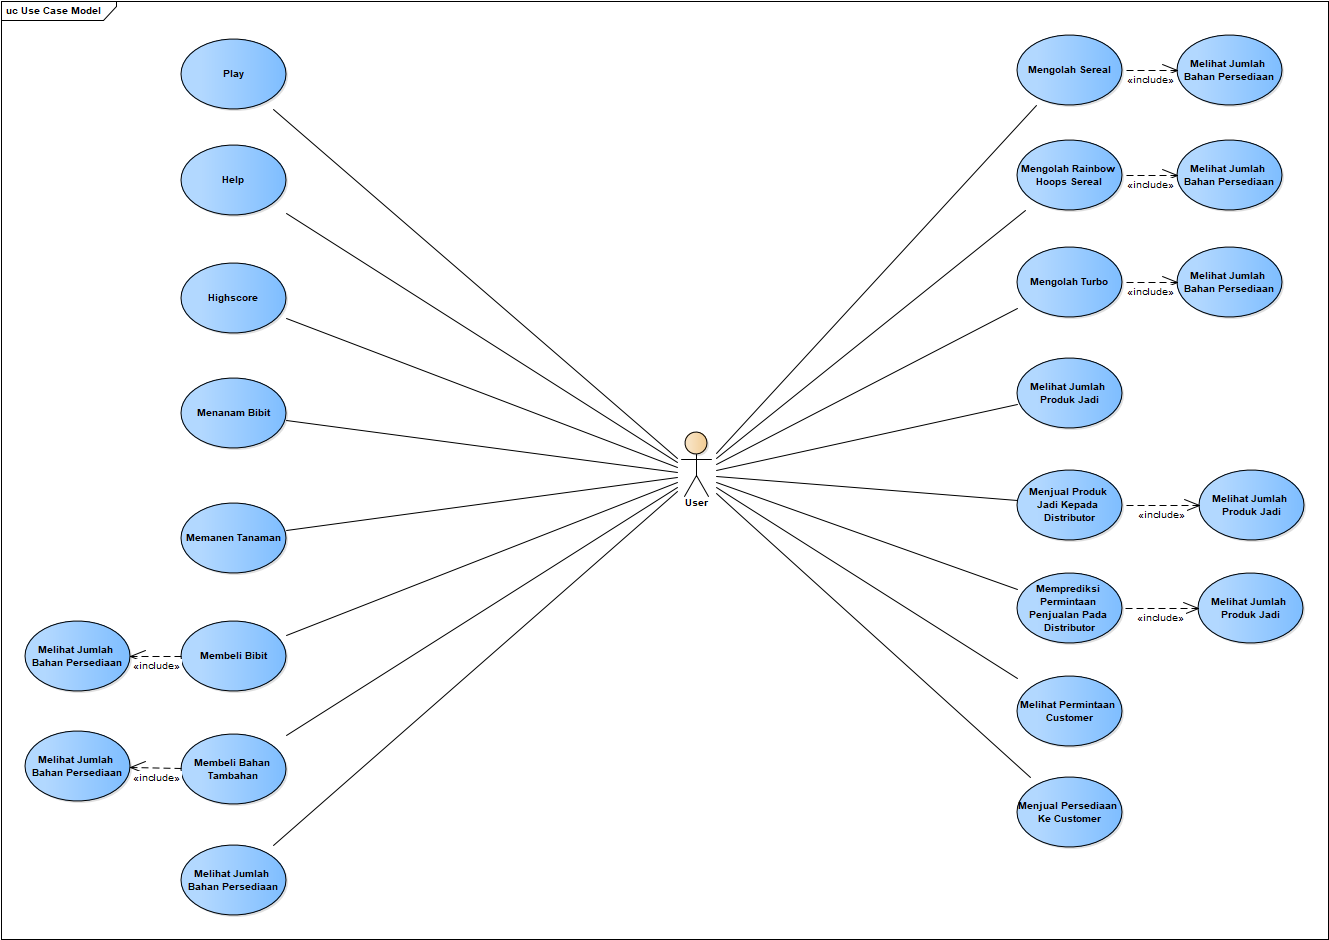 uc Use Case Model
Play
Help
Highscore
Menanam Bibit
Memanen Tanaman
Melihat Jumlah
Bahan Persediaan
«include»
Membeli Bibit
Melihat Jumlah
Bahan Persediaan
«include»
Membeli Bahan
Tambahan
Melihat Jumlah
Bahan Persediaan
User
Mengolah Sereal
«include»
Melihat Jumlah
Bahan Persediaan
Mengolah Rainbow
Hoops Sereal
«include»
Melihat Jumlah
Bahan Persediaan
Mengolah Turbo
«include»
Melihat Jumlah
Bahan Persediaan
Melihat Jumlah
Produk Jadi
Menjual Produk
Jadi Kepada
Distributor
«include»
Melihat Jumlah
Produk Jadi
Memprediksi
Permintaan
Penjualan Pada
Distributor
«include»
Melihat Jumlah
Produk Jadi
Melihat Permintaan
Customer
Menjual Persediaan
Ke Customer